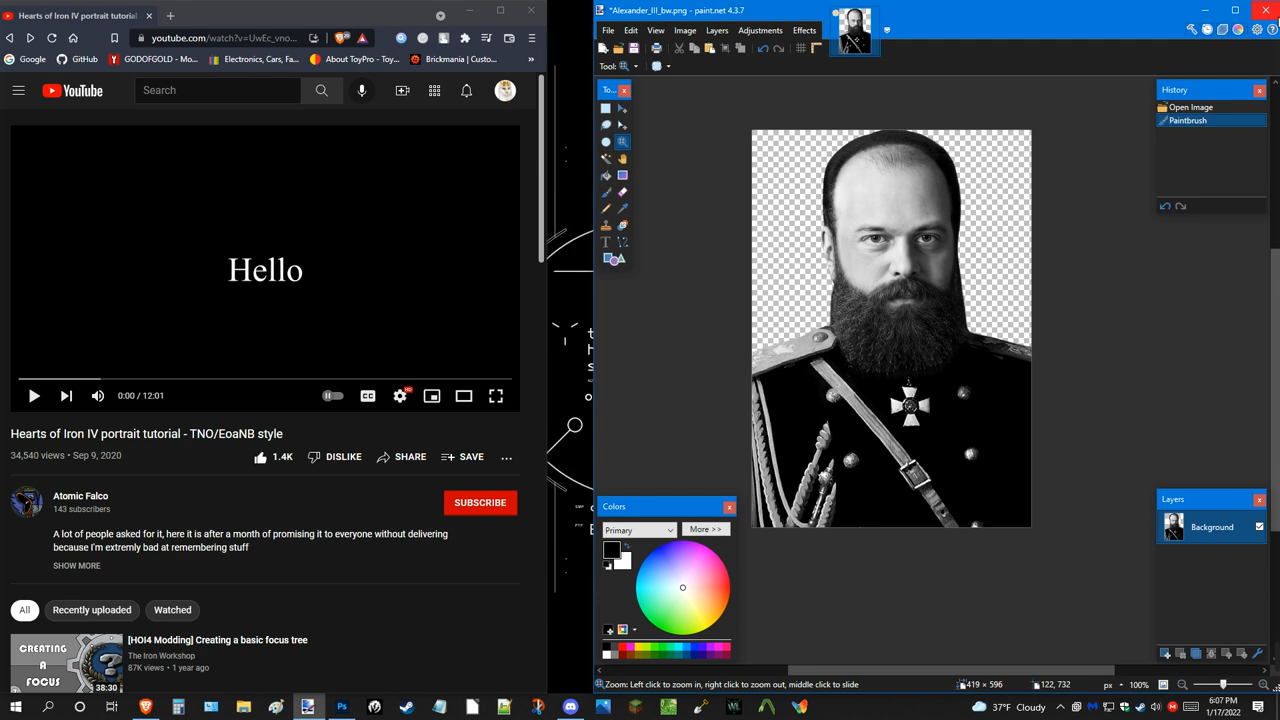 Hearts of Iron IV portrait tutorial
youtube.com/watch?v=UwEc_vno...
Google
GitHub
Electronics, Cars, Fa...
About ToyPro - Toy...
Brickmania | Custo...
YouTube
Search
Hello
0:00 / 12:01
CC
HD
Hearts of Iron IV portrait tutorial - TNO/EoaNB style
34,540 views • Sep 9, 2020
1.4K
DISLIKE
SHARE
SAVE
Atomic Falco
143 subscribers
SUBSCRIBE
A lot of people asked for it, here it is after a month of promising it to everyone without delivering
because I'm extremly bad at remembering stuff
SHOW MORE
All
Recently uploaded
Watched
CREATING
A
FOCUS
38:30
[HOI4 Modding] Creating a basic focus tree
The Iron Workshop
87K views • 1 year ago
*Alexander_III_bw.png - paint.net 4.3.7
File
Edit
View
Image
Layers
Adjustments
Effects
Tool:
To...
History
Open Image
Paintbrush
Colors
Primary
More >>
Layers
Background
Zoom: Left click to zoom in, right click to zoom out, middle click to slide
419 × 596
122, 732
px
100%
37°F Cloudy
6:07 PM
1/17/2022